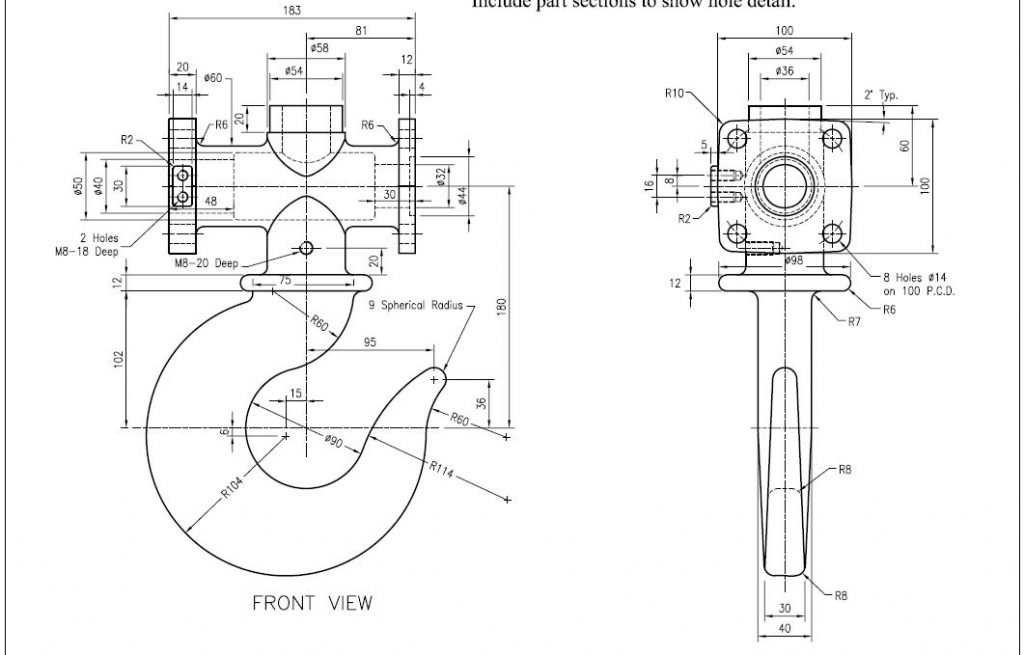 Include part sections to show hole detail.
183
81
ø58
ø54
12
20
14
ø60
4
R2
R6
20
R6
ø50
ø40
30
48
30
ø32
ø44
2 Holes
M8-18 Deep
M8-20 Deep
20
12
75
9 Spherical Radius
R60
95
180
102
15
36
6
ø90
R60
R104
R114
FRONT VIEW
100
ø54
ø36
R10
2° Typ.
5
60
16
8
100
R2
ø98
8 Holes ø14
on 100 P.C.D.
12
R6
R7
R8
R8
30
40